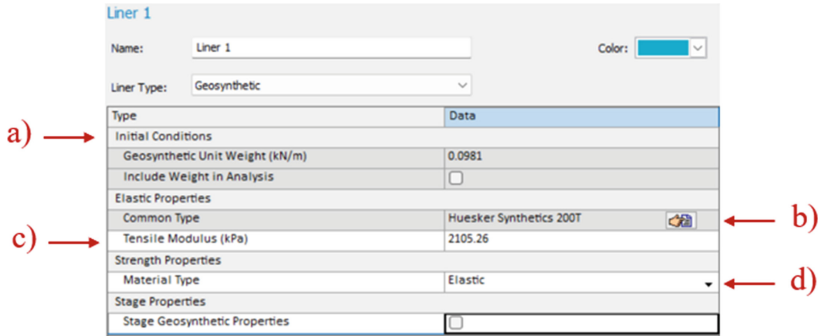 Liner 1
Name: Liner 1 Color:
Liner Type: Geosynthetic
Type Data
a) Initial Conditions
Geosynthetic Unit Weight (kN/m) 0.0981
Include Weight in Analysis
Elastic Properties
Common Type Huesker Synthetics 200T b)
c) Tensile Modulus (kPa) 2105.26
Strength Properties
Material Type Elastic d)
Stage Properties
Stage Geosynthetic Properties